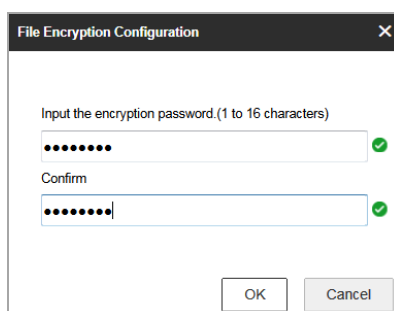 File Encryption Configuration
Input the encryption password.(1 to 16 characters)
••••••••
Confirm
••••••••
OK Cancel